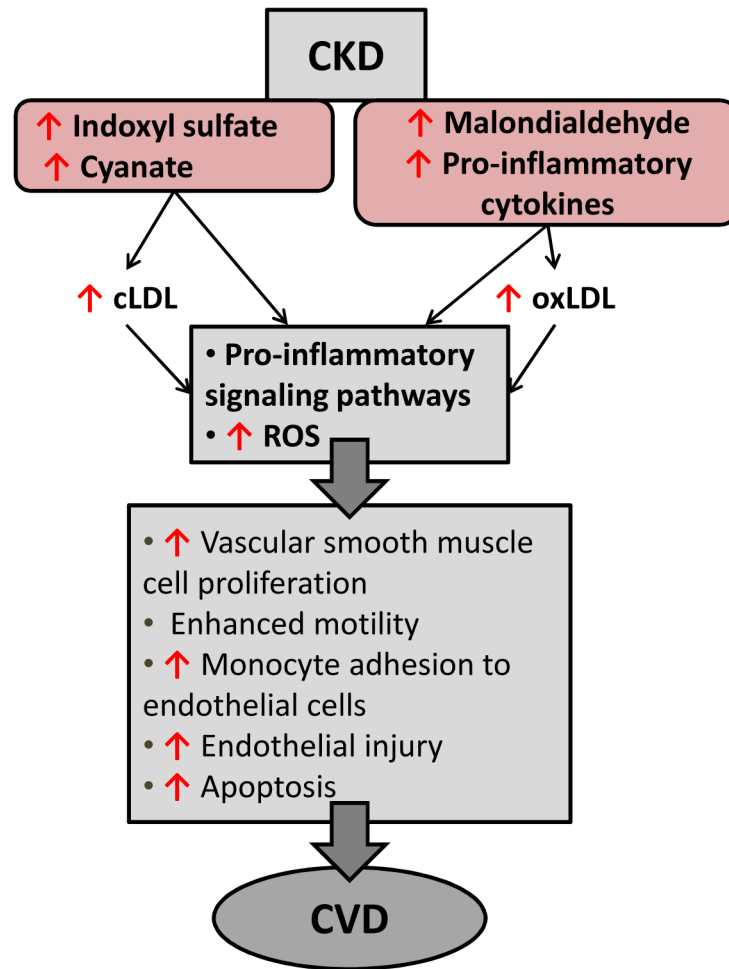 CKD
↑ Indoxyl sulfate
↑ Cyanate
↑ Malondialdehyde
↑ Pro-inflammatory
cytokines
↑ cLDL
↑ oxLDL
• Pro-inflammatory
signaling pathways
• ↑ ROS
• ↑ Vascular smooth muscle
cell proliferation
• Enhanced motility
• ↑ Monocyte adhesion to
endothelial cells
• ↑ Endothelial injury
• ↑ Apoptosis
CVD